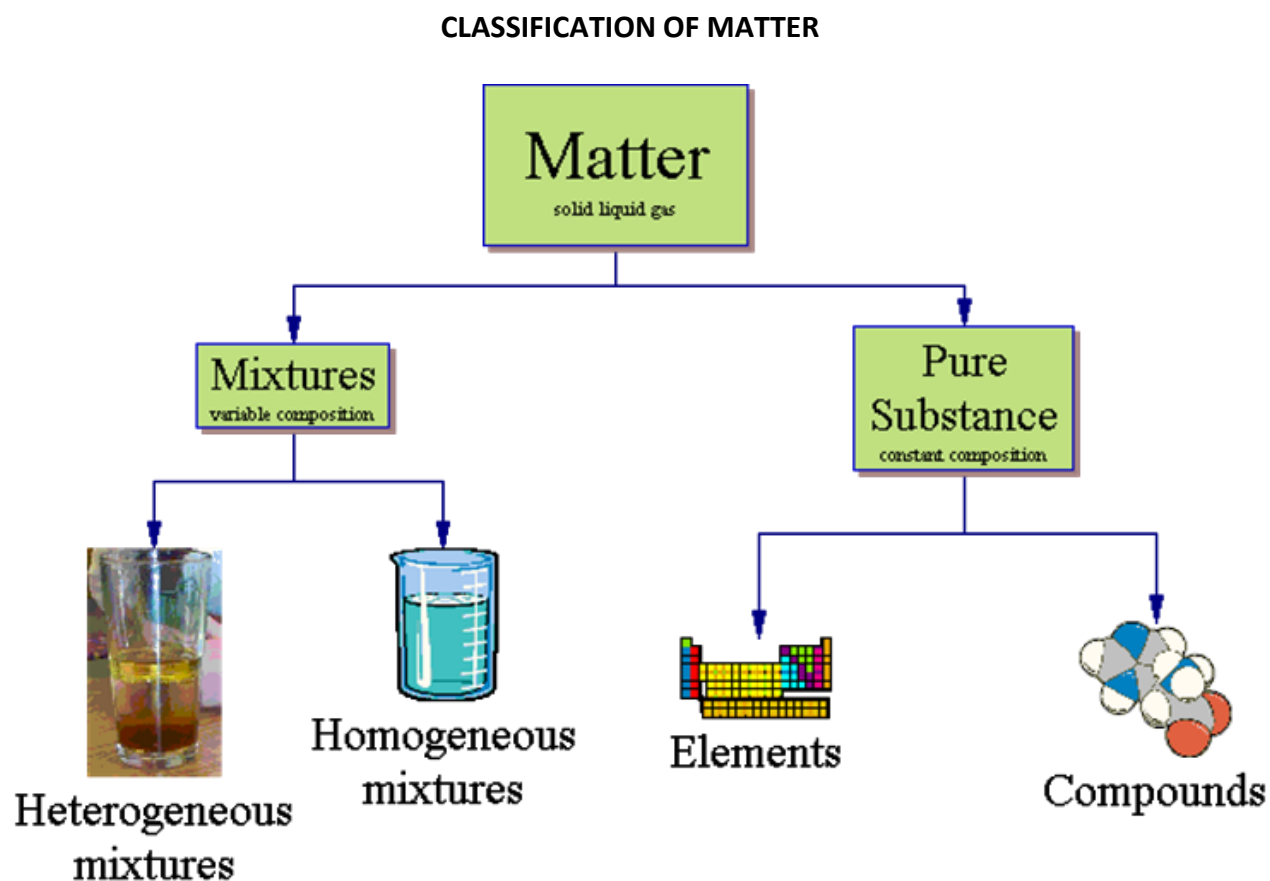 CLASSIFICATION OF MATTER
Matter
solid liquid gas
Mixtures
variable composition
Pure
Substance
constant composition
Heterogeneous
mixtures
Homogeneous
mixtures
Elements
Compounds